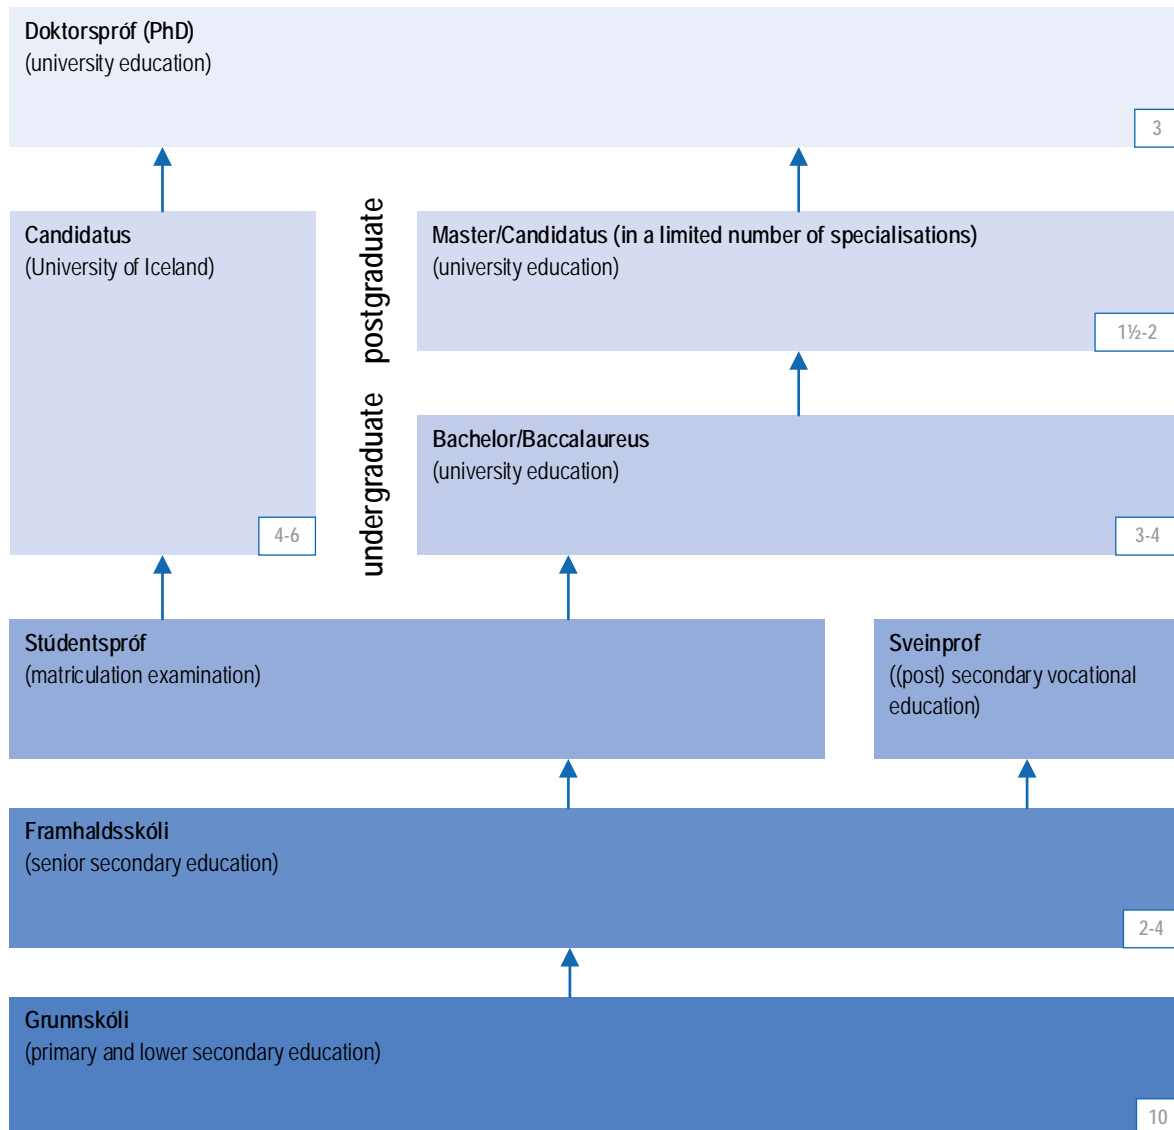 Doktorspróf (PhD)
(university education)
3
Candidatus
(University of Iceland)
4-6
postgraduate
undergraduate
Master/Candidatus (in a limited number of specialisations)
(university education)
1½-2
Bachelor/Baccalaureus
(university education)
3-4
Stúdentspróf
(matriculation examination)
Sveinprof
((post) secondary vocational
education)
Framhaldsskóli
(senior secondary education)
2-4
Grunnskóli
(primary and lower secondary education)
10